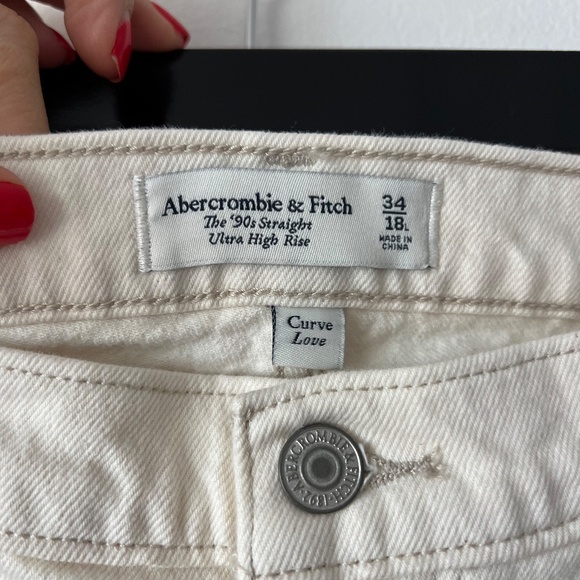 Abercrombie & Fitch
The '90s Straight
Ultra High Rise
34
18L
MADE IN
CHINA
Curve
Love
ABERCROMBIE & FITCH